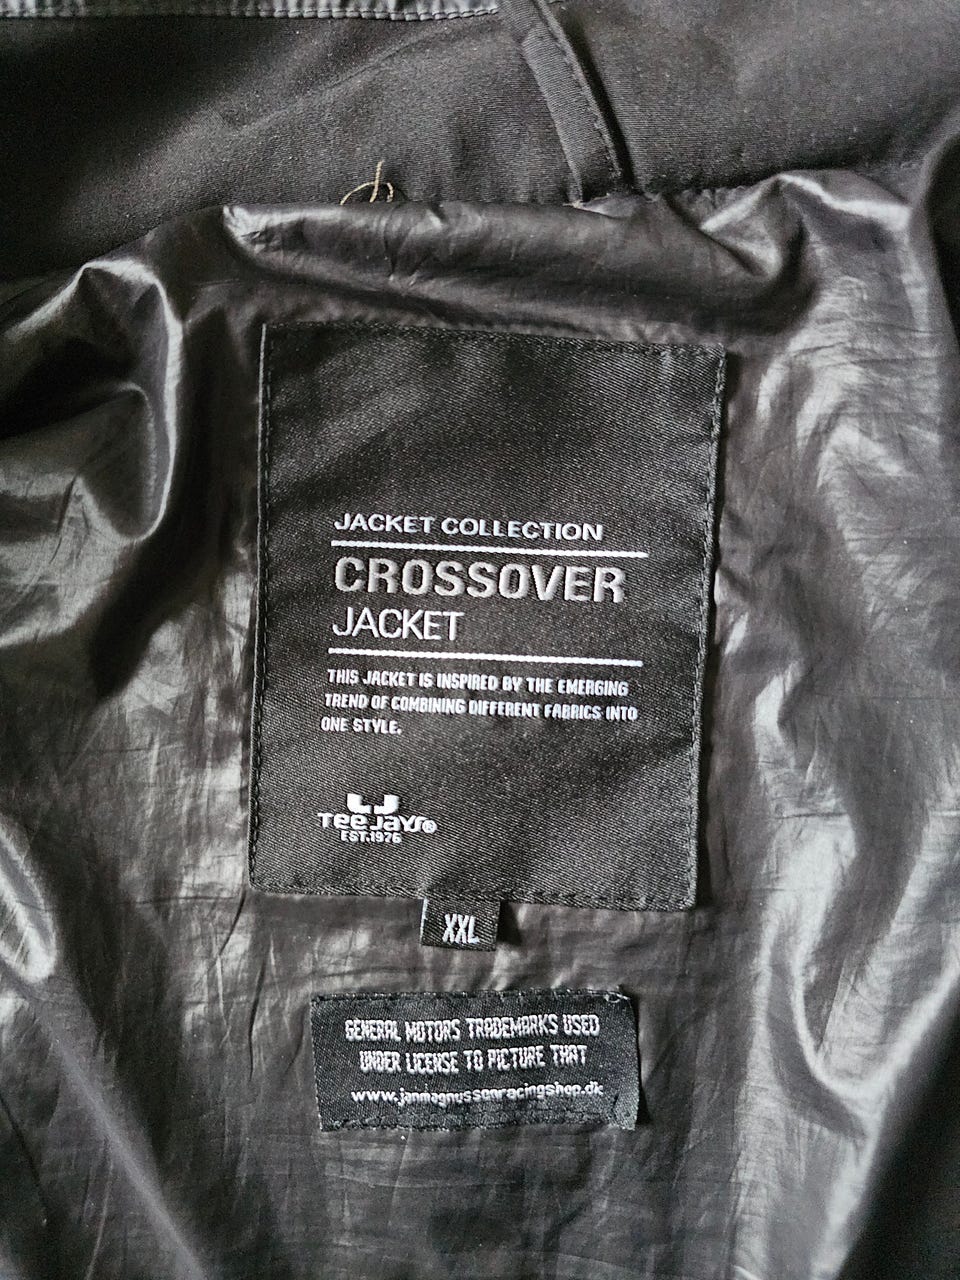 JACKET COLLECTION
CROSSOVER
JACKET
THIS JACKET IS INSPIRED BY THE EMERGING
TREND OF COMBINING DIFFERENT FABRICS INTO
ONE STYLE.
TEE JAYS®
EST.1976
XXL
GENERAL MOTORS TRADEMARKS USED
UNDER LICENSE TO PICTURE THAT
www.janmagnussenracingshop.dk